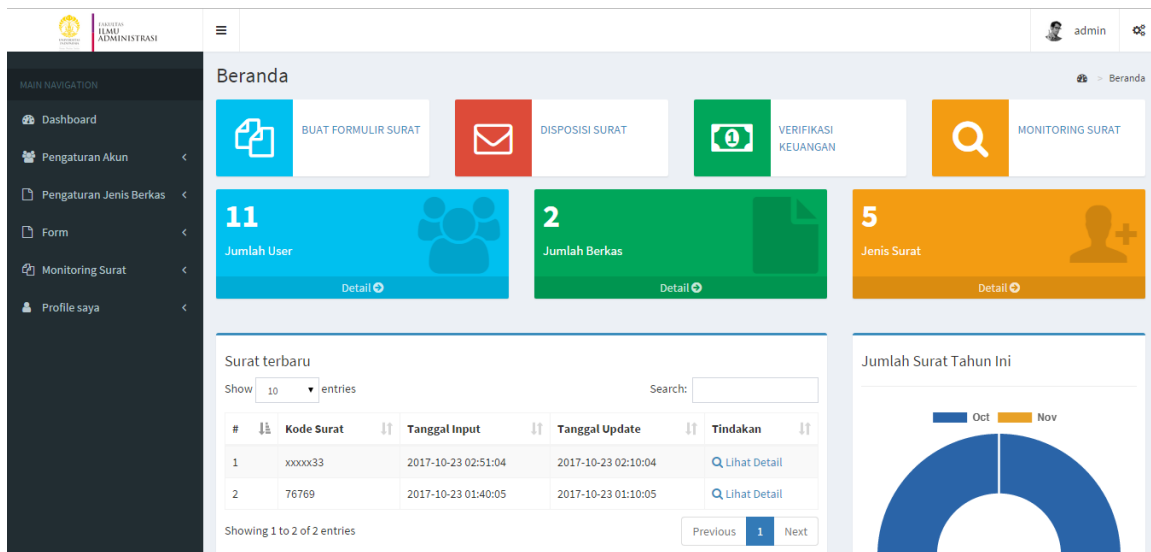 FAKULTAS
ILMU
ADMINISTRASI
admin
MAIN NAVIGATION
Dashboard
Pengaturan Akun
Pengaturan Jenis Berkas
Form
Monitoring Surat
Profile saya
Beranda
> Beranda
BUAT FORMULIR SURAT
DISPOSISI SURAT
VERIFIKASI
KEUANGAN
MONITORING SURAT
11
Jumlah User
Detail
2
Jumlah Berkas
Detail
5
Jenis Surat
Detail
Surat terbaru
Show 10 entries Search:
# Kode Surat Tanggal Input Tanggal Update Tindakan
1 xxxxx33 2017-10-23 02:51:04 2017-10-23 02:10:04 Lihat Detail
2 76769 2017-10-23 01:40:05 2017-10-23 01:10:05 Lihat Detail
Showing 1 to 2 of 2 entries Previous 1 Next
Jumlah Surat Tahun Ini
Oct Nov